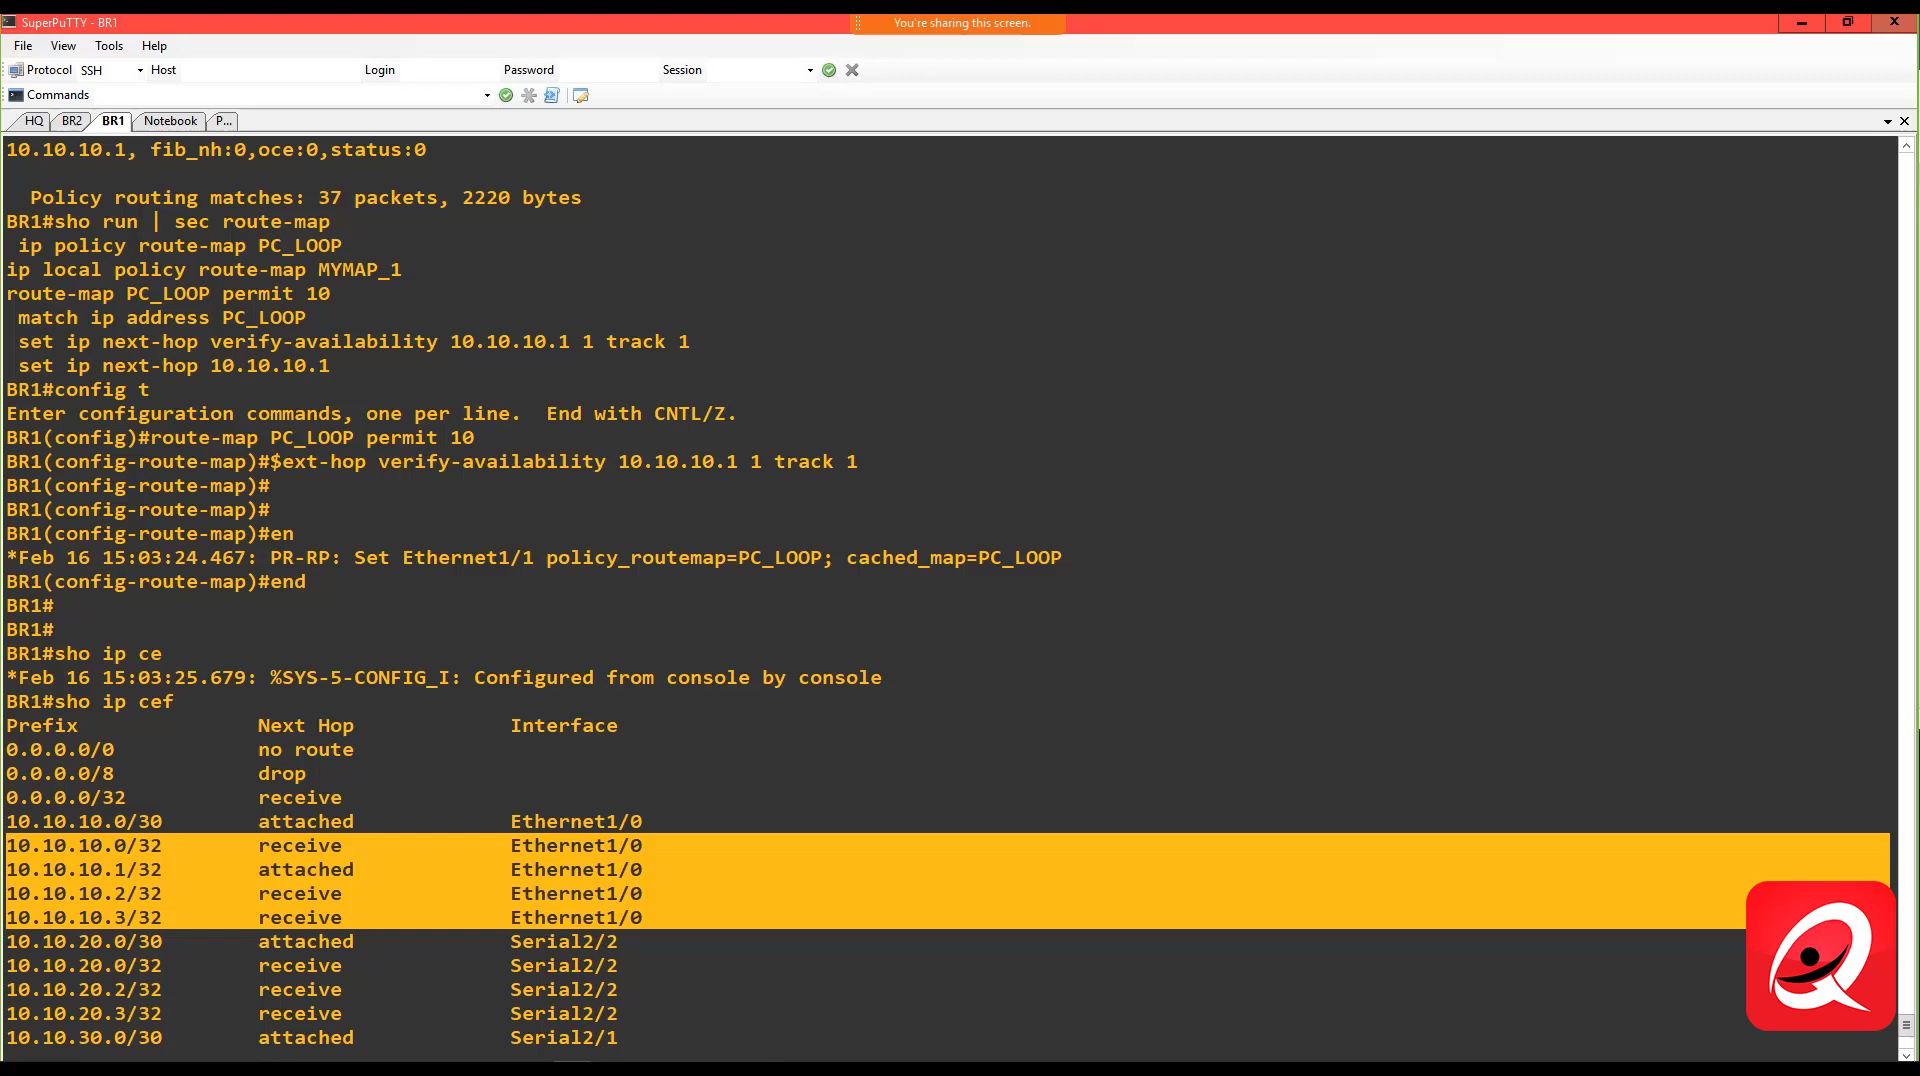 SuperPuTTY - BR1
You're sharing this screen.
File View Tools Help
Protocol SSH Host Login Password Session
Commands
HQ BR2 BR1 Notebook P...
10.10.10.1, fib_nh:0,oce:0,status:0
Policy routing matches: 37 packets, 2220 bytes
BR1#sho run | sec route-map
ip policy route-map PC_LOOP
ip local policy route-map MYMAP_1
route-map PC_LOOP permit 10
match ip address PC_LOOP
set ip next-hop verify-availability 10.10.10.1 1 track 1
set ip next-hop 10.10.10.1
BR1#config t
Enter configuration commands, one per line.  End with CNTL/Z.
BR1(config)#route-map PC_LOOP permit 10
BR1(config-route-map)#$ext-hop verify-availability 10.10.10.1 1 track 1
BR1(config-route-map)#
BR1(config-route-map)#
BR1(config-route-map)#en
*Feb 16 15:03:24.467: PR-RP: Set Ethernet1/1 policy_routemap=PC_LOOP; cached_map=PC_LOOP
BR1(config-route-map)#end
BR1#
BR1#
BR1#sho ip ce
*Feb 16 15:03:25.679: %SYS-5-CONFIG_I: Configured from console by console
BR1#sho ip cef
Prefix Next Hop Interface
0.0.0.0/0 no route
0.0.0.0/8 drop
0.0.0.0/32 receive
10.10.10.0/30 attached Ethernet1/0
10.10.10.0/32 receive Ethernet1/0
10.10.10.1/32 attached Ethernet1/0
10.10.10.2/32 receive Ethernet1/0
10.10.10.3/32 receive Ethernet1/0
10.10.20.0/30 attached Serial2/2
10.10.20.0/32 receive Serial2/2
10.10.20.2/32 receive Serial2/2
10.10.20.3/32 receive Serial2/2
10.10.30.0/30 attached Serial2/1